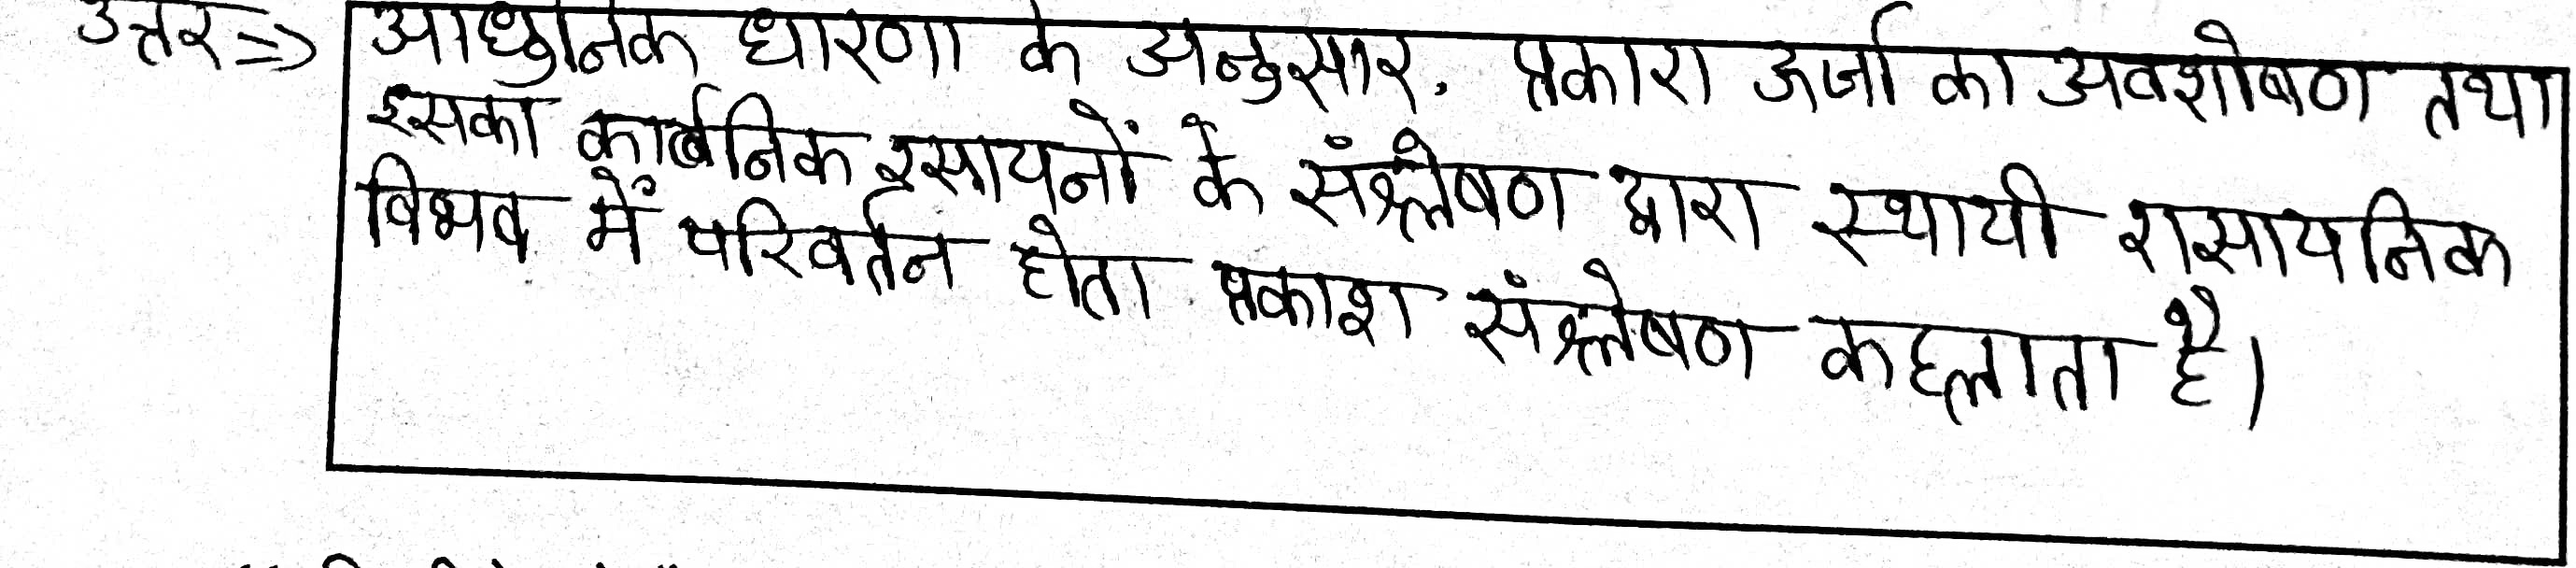 उत्तर => आधुनिक धारणा के अनुसार, प्रकारा ऊर्जा का अवशोषण तथा
इसका कार्बनिक रसायनों के संश्लेषण द्वारा स्थायी रासायनिक
विभव में परिवर्तन होता प्रकाश संश्लेषण कहलाता है।